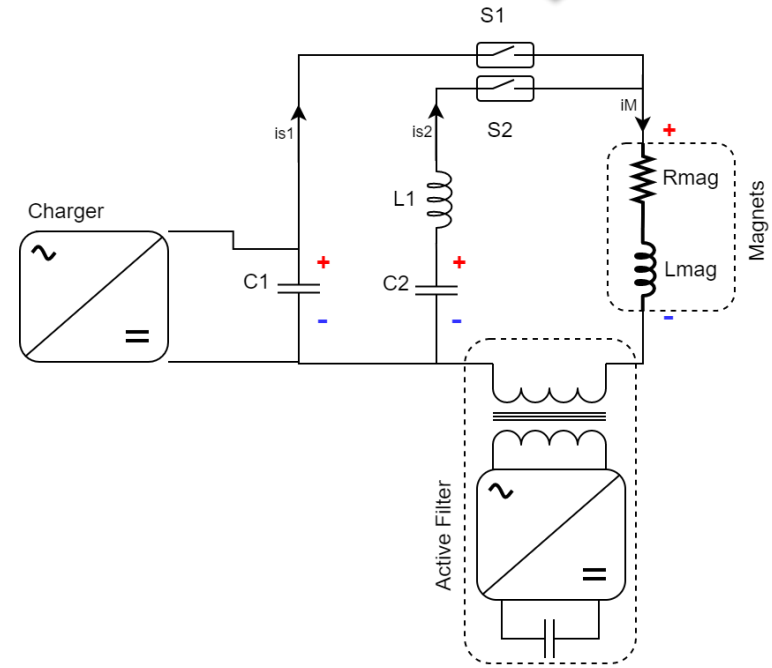 S1
iM
+
is1
is2
S2
Rmag
L1
Magnets
Charger
+
+
Lmag
C1
C2
-
-
-
Active Filter